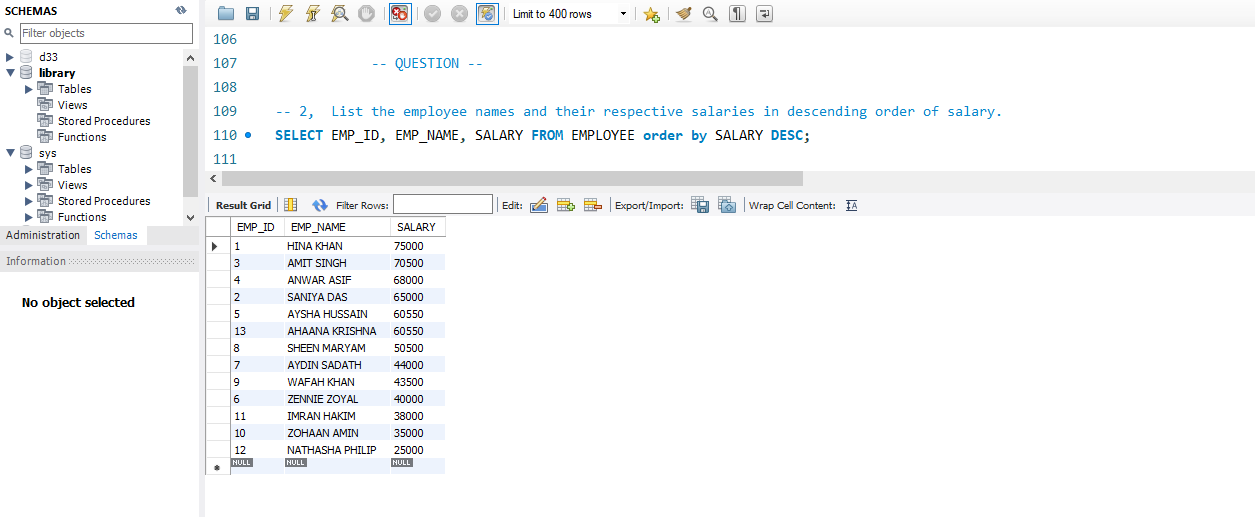 SCHEMAS
Filter objects
d33
library
Tables
Views
Stored Procedures
Functions
sys
Tables
Views
Stored Procedures
Functions
Administration Schemas
Information
No object selected
Limit to 400 rows
106
107 -- QUESTION --
108
109 -- 2, List the employee names and their respective salaries in descending order of salary.
110 SELECT EMP_ID, EMP_NAME, SALARY FROM EMPLOYEE order by SALARY DESC;
111
Result Grid Filter Rows: Edit: Export/Import: Wrap Cell Content:
EMP_ID EMP_NAME SALARY
1 HINA KHAN 75000
3 AMIT SINGH 70500
4 ANWAR ASIF 68000
2 SANIYA DAS 65000
5 AYSHA HUSSAIN 60550
13 AHAANA KRISHNA 60550
8 SHEEN MARYAM 50500
7 AYDIN SADATH 44000
9 WAFAH KHAN 43500
6 ZENNIE ZOYAL 40000
11 IMRAN HAKIM 38000
10 ZOHAAN AMIN 35000
12 NATHASHA PHILIP 25000
NULL NULL NULL